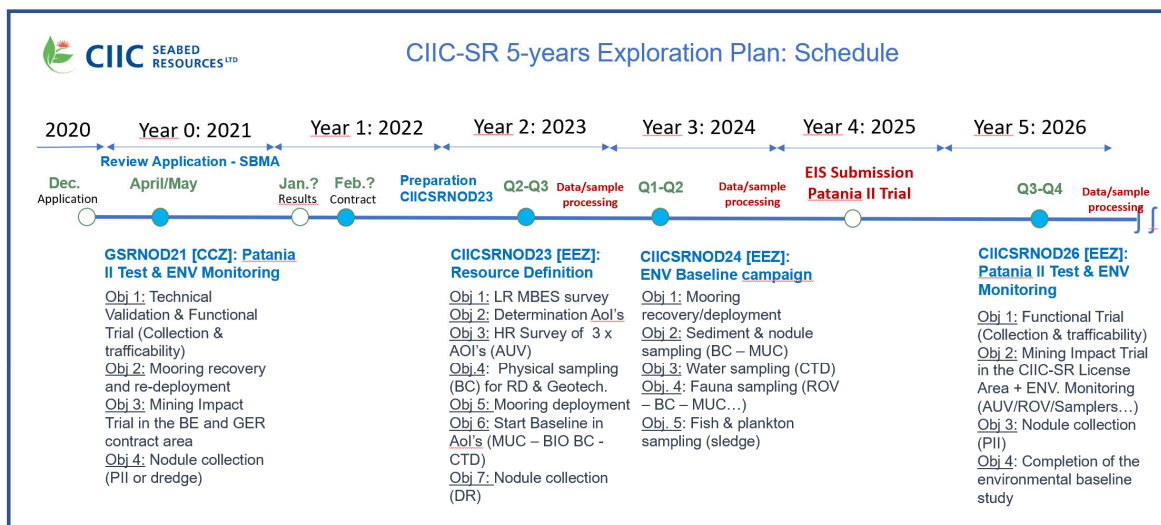 CIIC SEABED RESOURCES LTD
CIIC-SR 5-years Exploration Plan: Schedule
2020
Year 0: 2021
Year 1: 2022
Year 2: 2023
Year 3: 2024
Year 4: 2025
Year 5: 2026
Review Application - SBMA
Dec.
Application
April/May
Jan.?
Results
Feb.?
Contract
Preparation
CIICSRNOD23
Q2-Q3
Data/sample
processing
Q1-Q2
Data/sample
processing
EIS Submission
Patania II Trial
Q3-Q4
Data/sample
processing
GSRNOD21 [CCZ]: Patania
II Test & ENV Monitoring
Obj 1: Technical
Validation & Functional
Trial (Collection &
trafficability)
Obj 2: Mooring recovery
and re-deployment
Obj 3: Mining Impact
Trial in the BE and GER
contract area
Obj 4: Nodule collection
(PII or dredge)
CIICSRNOD23 [EEZ]:
Resource Definition
Obj 1: LR MBES survey
Obj 2: Determination AoI's
Obj 3: HR Survey of 3 x
AOI's (AUV)
Obj.4: Physical sampling
(BC) for RD & Geotech.
Obj 5: Mooring deployment
Obj 6: Start Baseline in
AoI's (MUC – BIO BC -
CTD)
Obj 7: Nodule collection
(DR)
CIICSRNOD24 [EEZ]:
ENV Baseline campaign
Obj 1: Mooring
recovery/deployment
Obj 2: Sediment & nodule
sampling (BC – MUC)
Obj 3: Water sampling (CTD)
Obj. 4: Fauna sampling (ROV
– BC – MUC…)
Obj. 5: Fish & plankton
sampling (sledge)
CIICSRNOD26 [EEZ]:
Patania II Test & ENV
Monitoring
Obj 1: Functional Trial
(Collection & trafficability)
Obj 2: Mining Impact Trial
in the CIIC-SR License
Area + ENV. Monitoring
(AUV/ROV/Samplers…)
Obj 3: Nodule collection
(PII)
Obj 4: Completion of the
environmental baseline
study